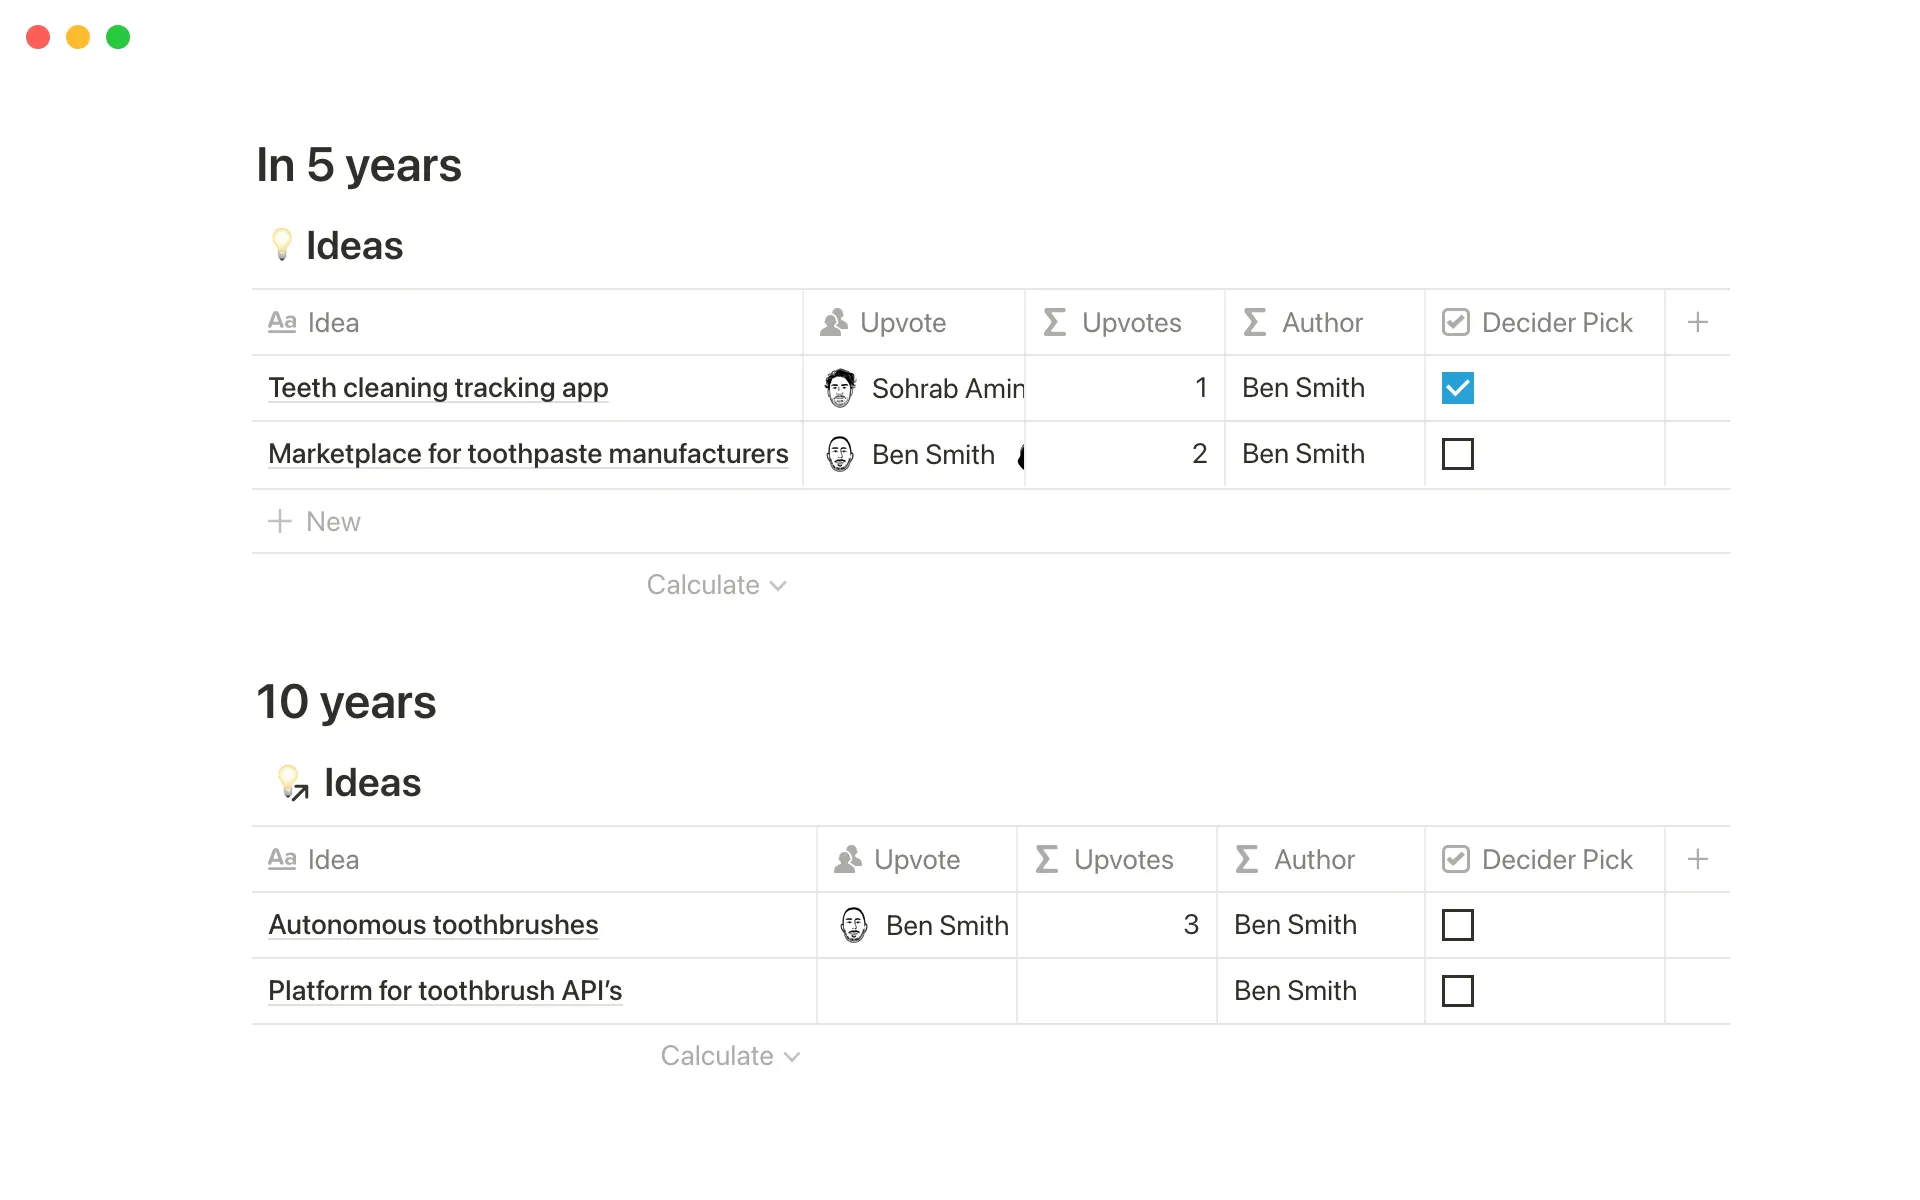 In 5 years
Ideas
Aa Idea Upvote Upvotes Author Decider Pick
Teeth cleaning tracking app Sohrab Amin 1 Ben Smith
Marketplace for toothpaste manufacturers Ben Smith 2 Ben Smith
New
Calculate
10 years
Ideas
Aa Idea Upvote Upvotes Author Decider Pick
Autonomous toothbrushes Ben Smith 3 Ben Smith
Platform for toothbrush API’s Ben Smith
Calculate